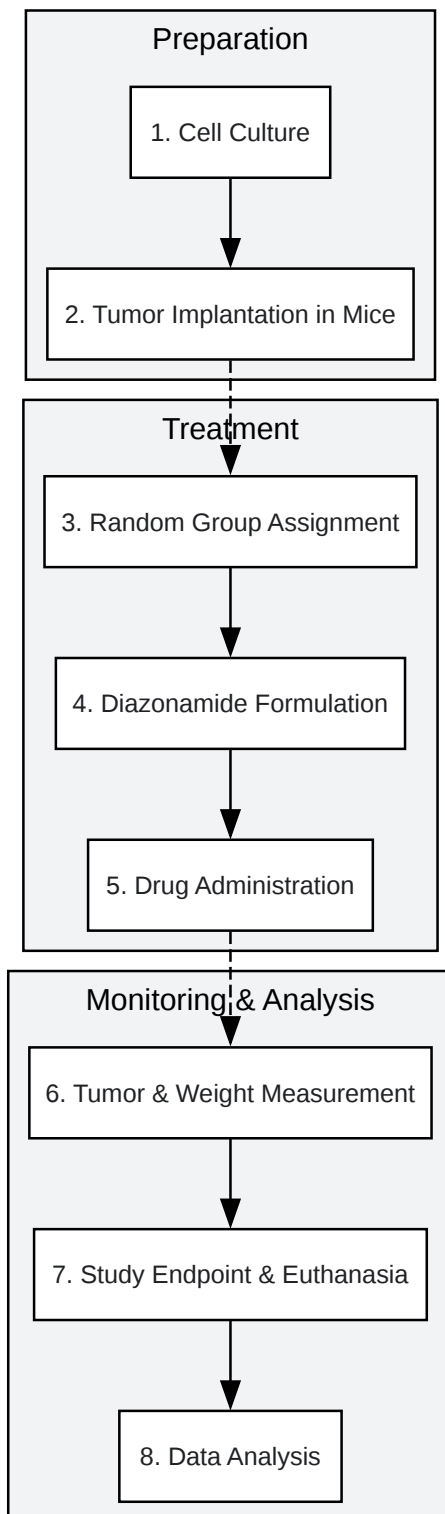 Preparation
1. Cell Culture
2. Tumor Implantation in Mice
Treatment
3. Random Group Assignment
4. Diazonamide Formulation
5. Drug Administration
Monitoring & Analysis
6. Tumor & Weight Measurement
7. Study Endpoint & Euthanasia
8. Data Analysis